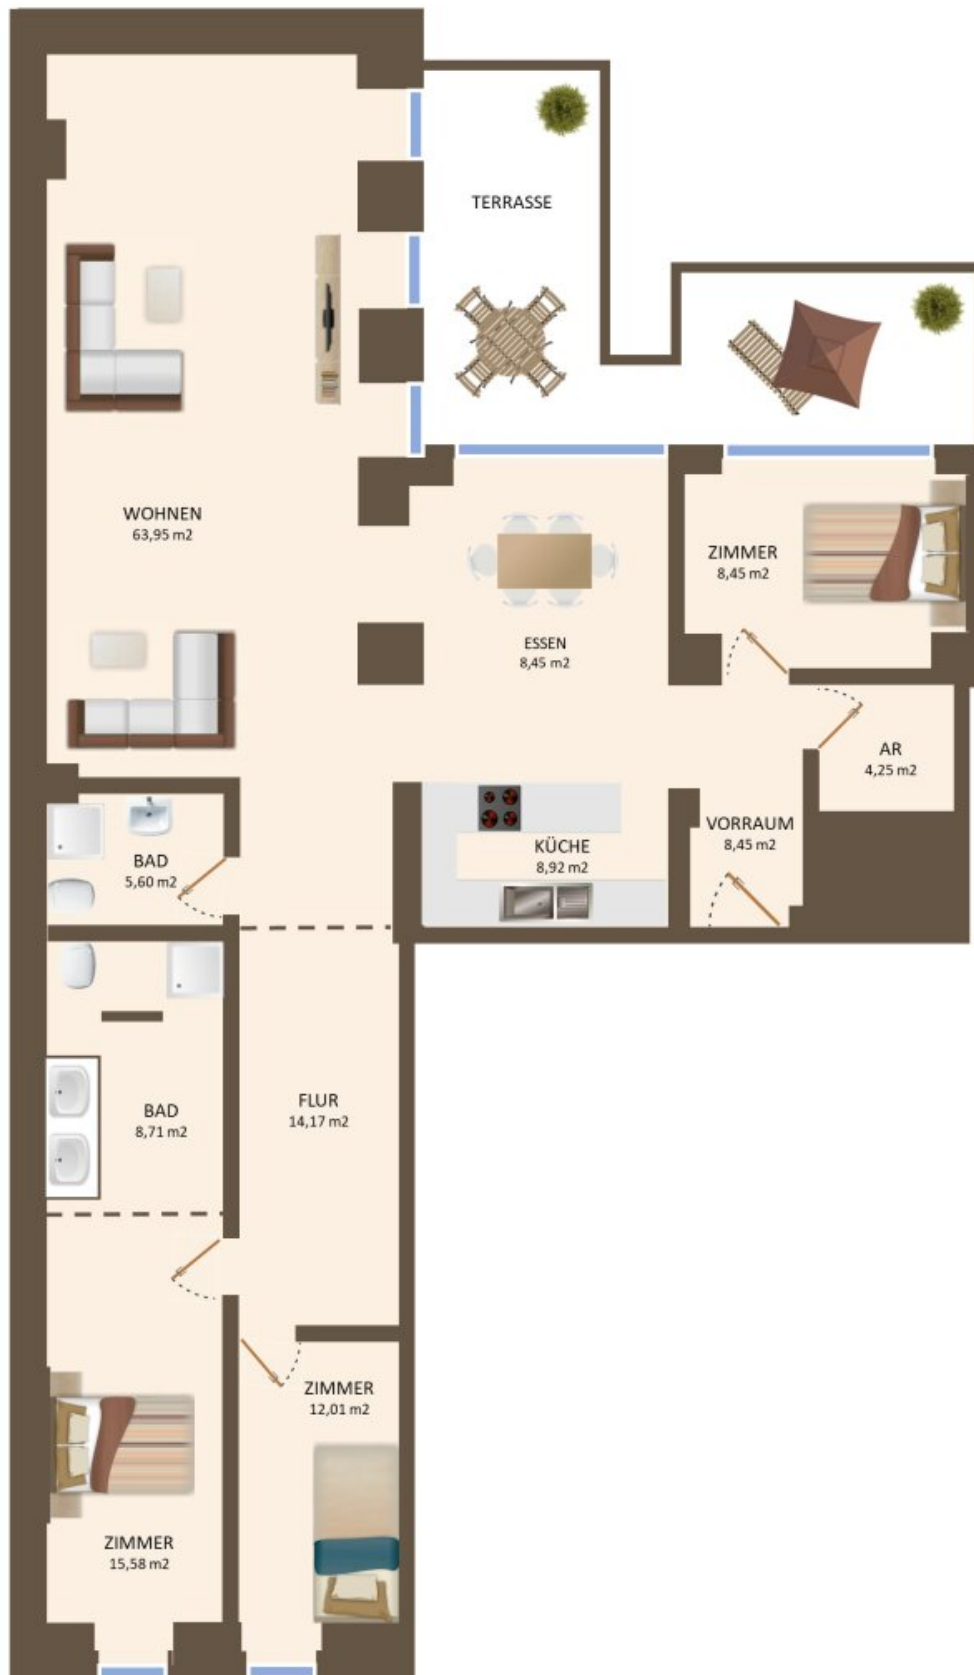 TERRASSE
WOHNEN
63,95 m2
ZIMMER
8,45 m2
ESSEN
8,45 m2
AR
4,25 m2
VORRAUM
8,45 m2
KÜCHE
8,92 m2
BAD
5,60 m2
FLUR
14,17 m2
BAD
8,71 m2
ZIMMER
12,01 m2
ZIMMER
15,58 m2